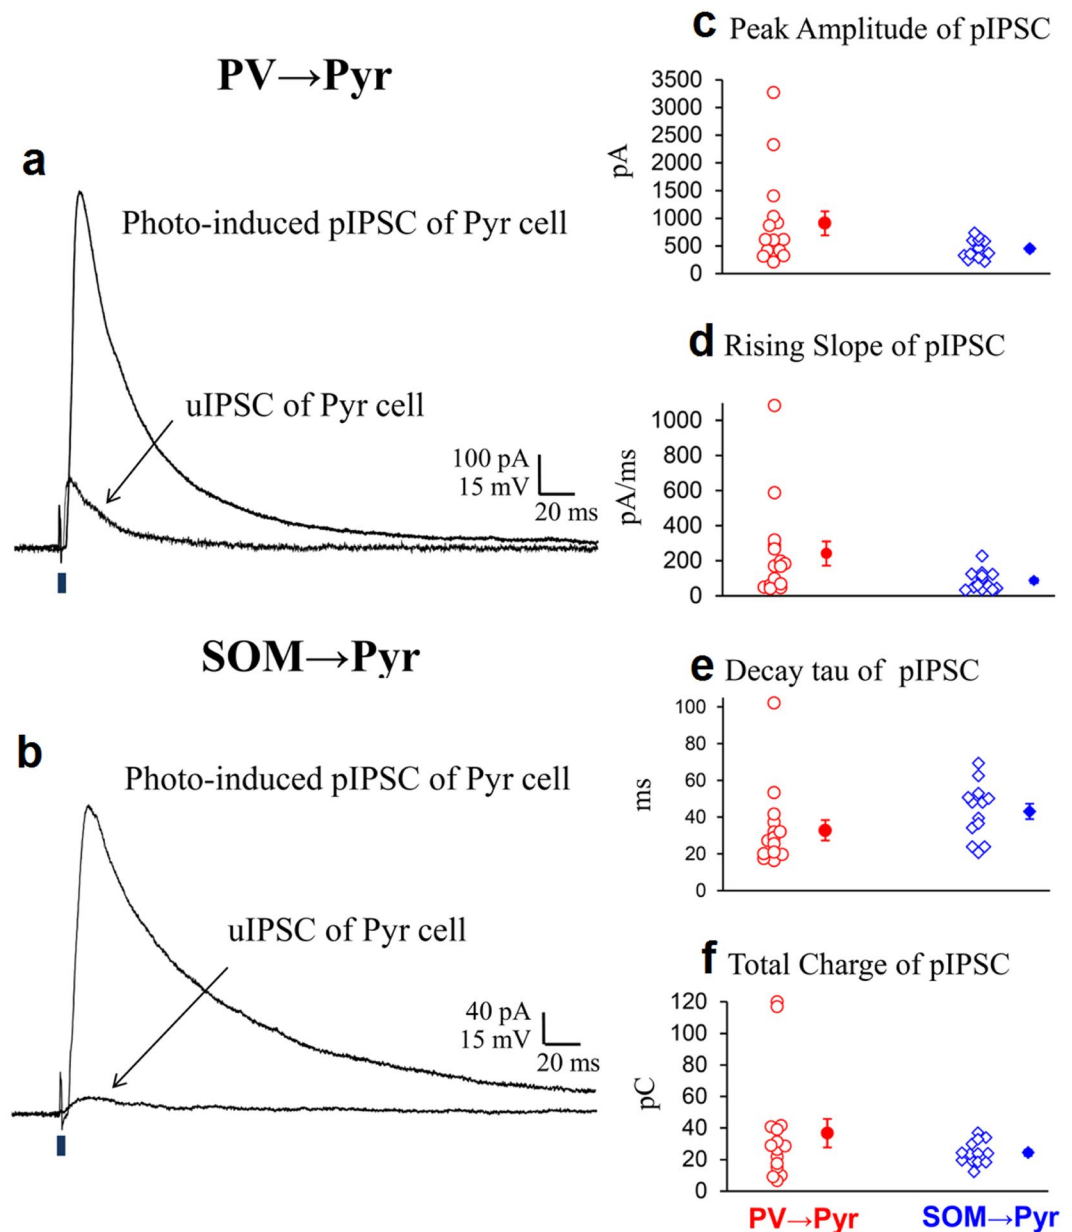 PV→Pyr
a
Photo-induced pIPSC of Pyr cell
uIPSC of Pyr cell
100 pA
15 mV
20 ms
SOM→Pyr
b
Photo-induced pIPSC of Pyr cell
uIPSC of Pyr cell
40 pA
15 mV
20 ms
c Peak Amplitude of pIPSC
pA
3500
3000
2500
2000
1500
1000
500
0
d Rising Slope of pIPSC
pA/ms
1000
800
600
400
200
0
e Decay tau of pIPSC
ms
100
80
60
40
20
0
f Total Charge of pIPSC
pC
120
100
80
60
40
20
0
PV→Pyr SOM→Pyr